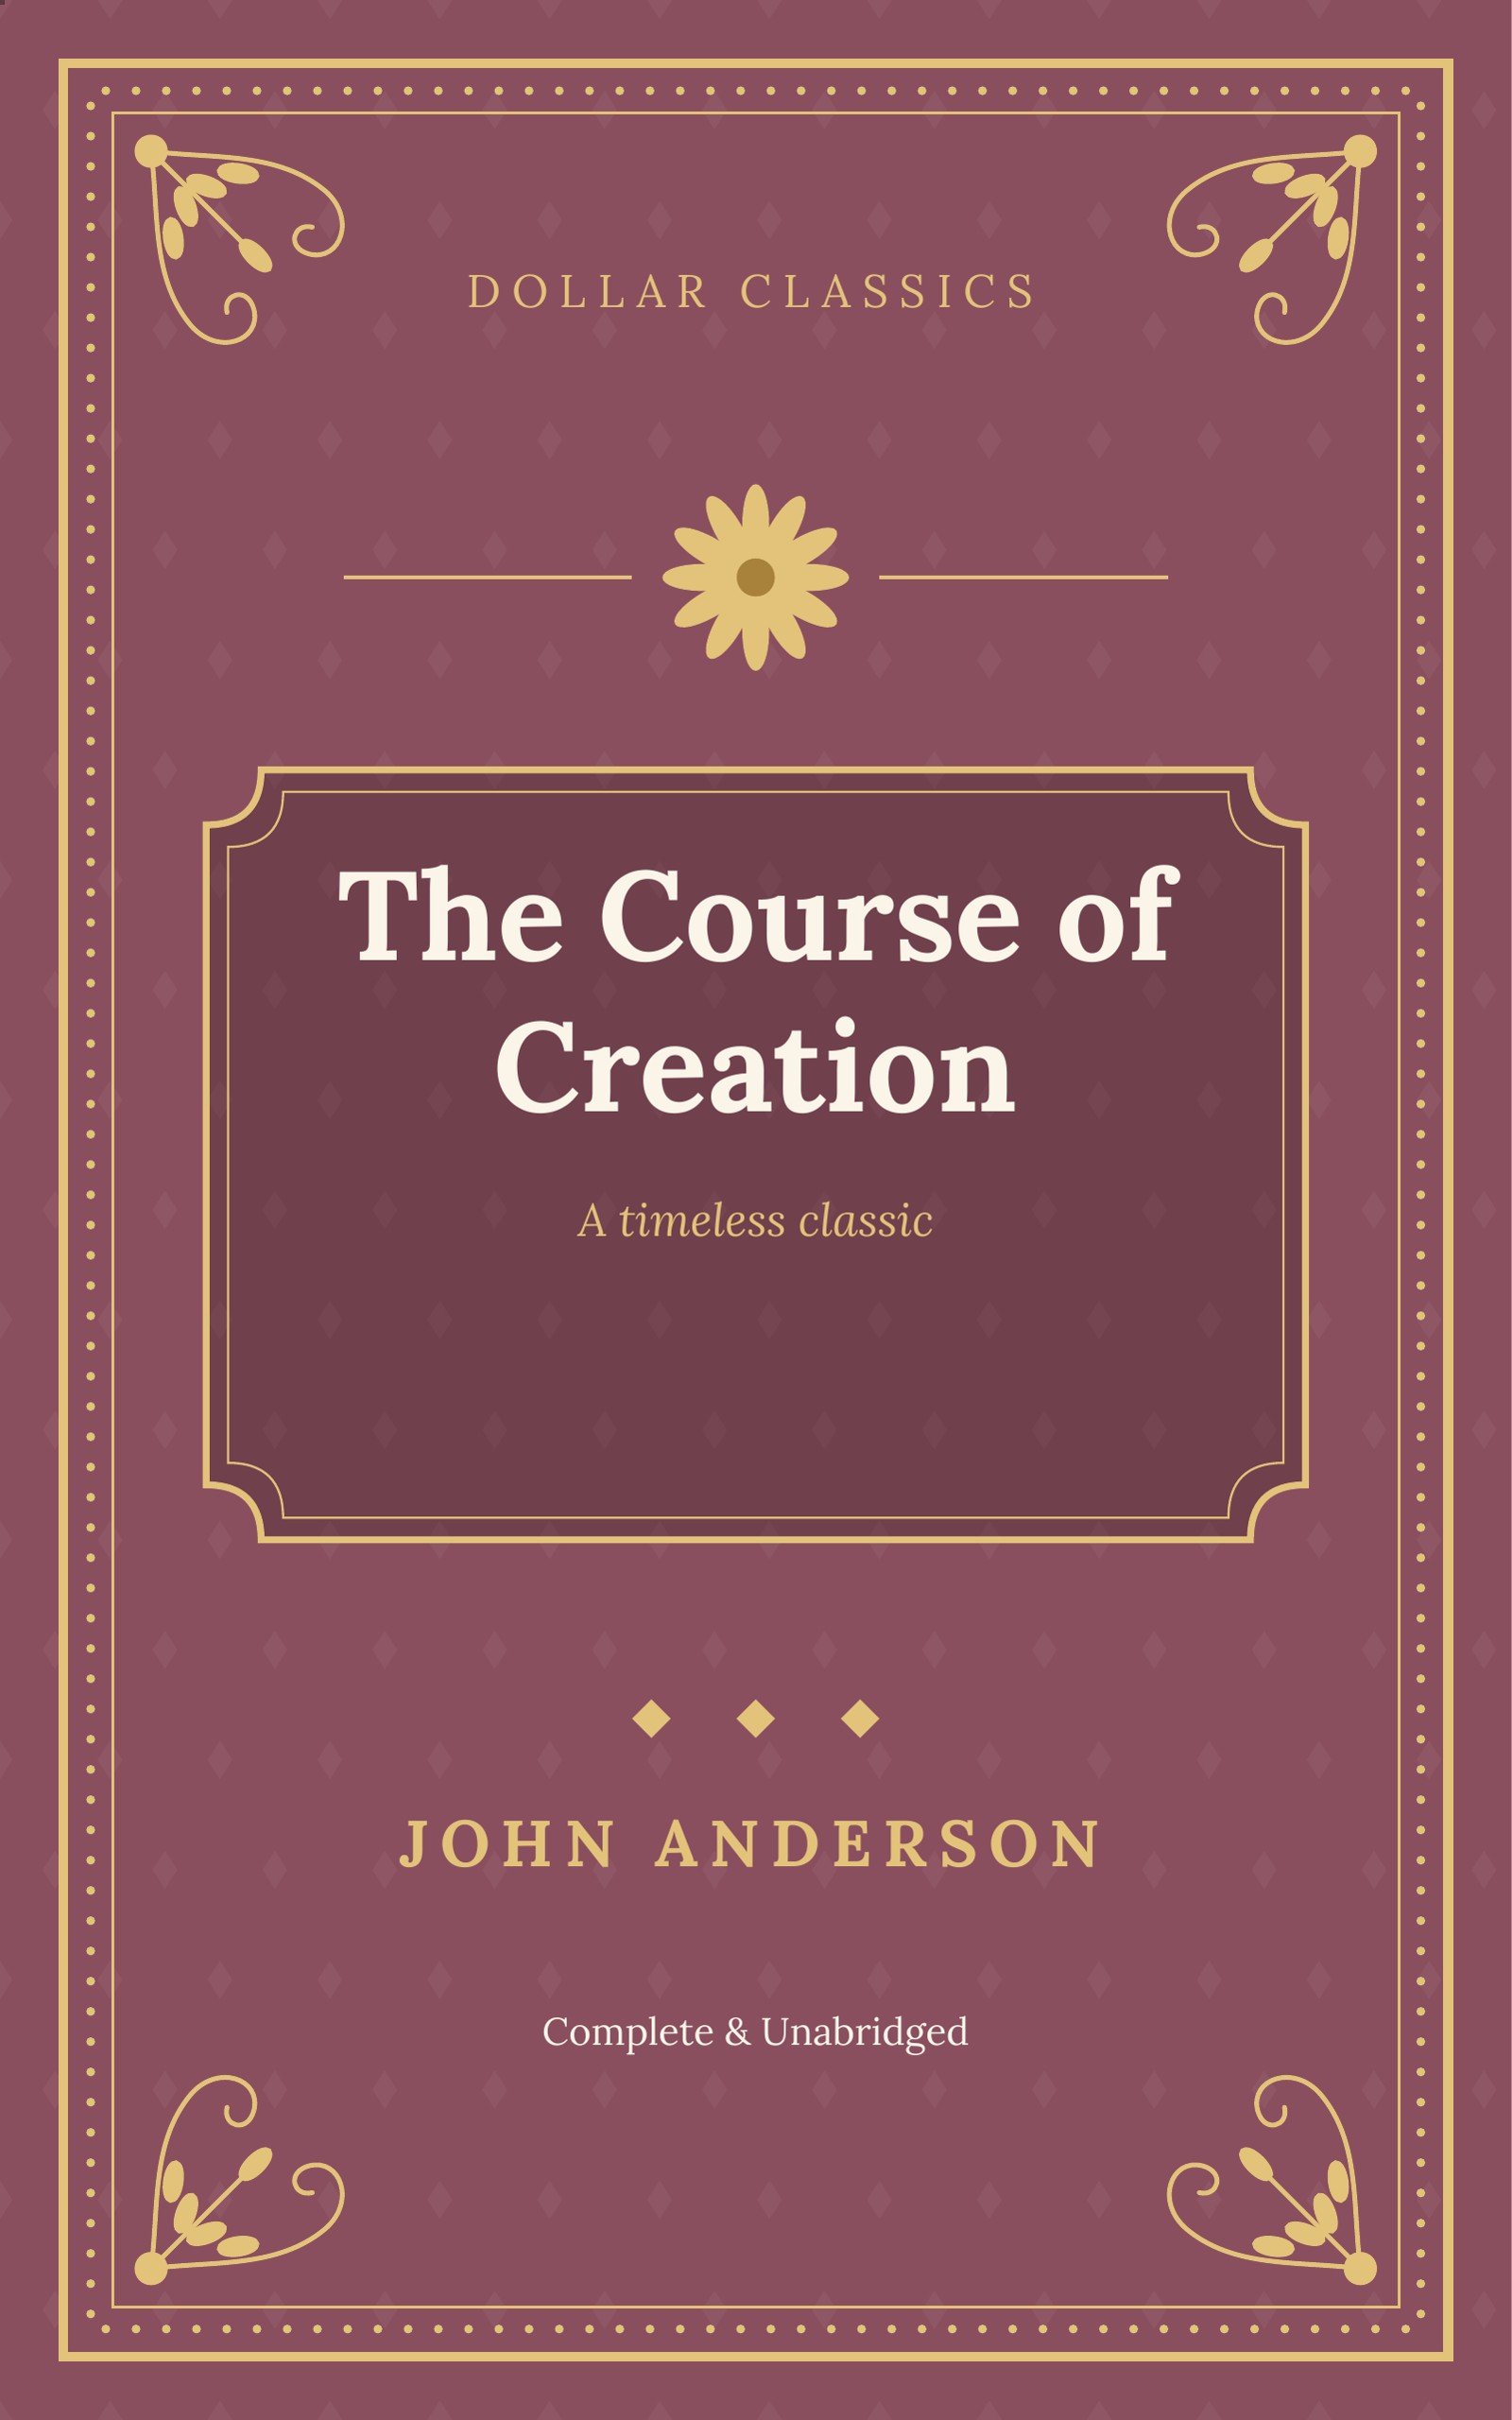 DOLLAR CLASSICS
The Course of
Creation
A timeless classic
JOHN ANDERSON
Complete & Unabridged